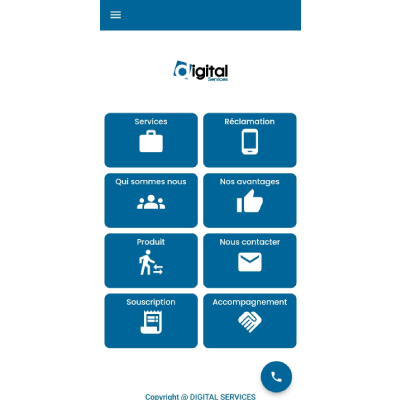 Digital
Services
Services
Réclamation
Qui sommes nous
Nos avantages
Produit
Nous contacter
Souscription
Accompagnement
Copyright @ DIGITAL SERVICES